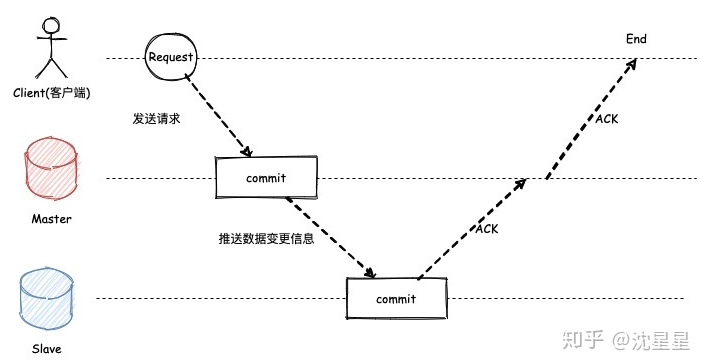 End
Request
Client(客户端)
发送请求
ACK
commit
Master
推送数据变更信息
ACK
commit
Slave
知乎 @沈星星